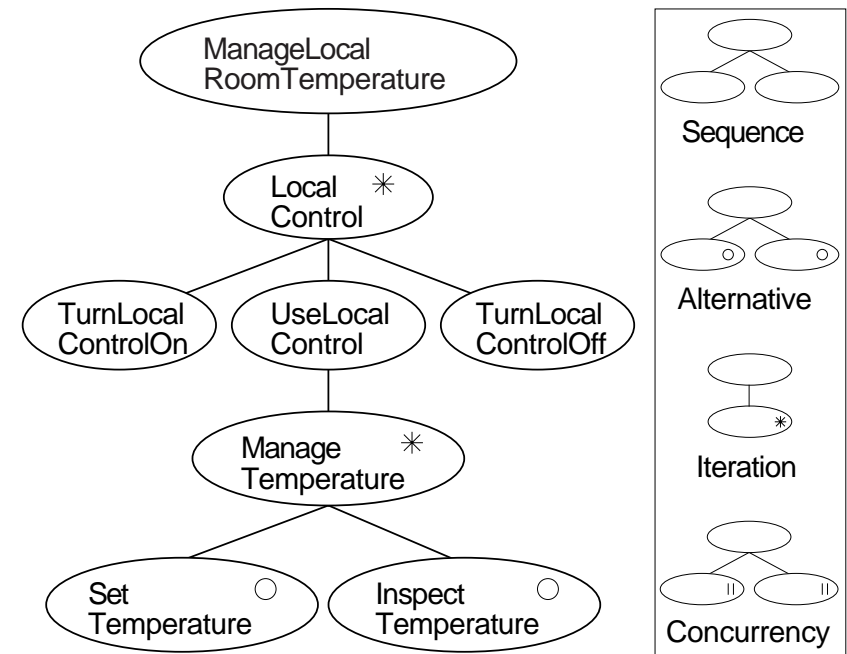 ManageLocal
RoomTemperature
Local
Control
TurnLocal
ControlOn
UseLocal
Control
TurnLocal
ControlOff
Manage
Temperature
Set
Temperature
Inspect
Temperature
Sequence
Alternative
Iteration
Concurrency